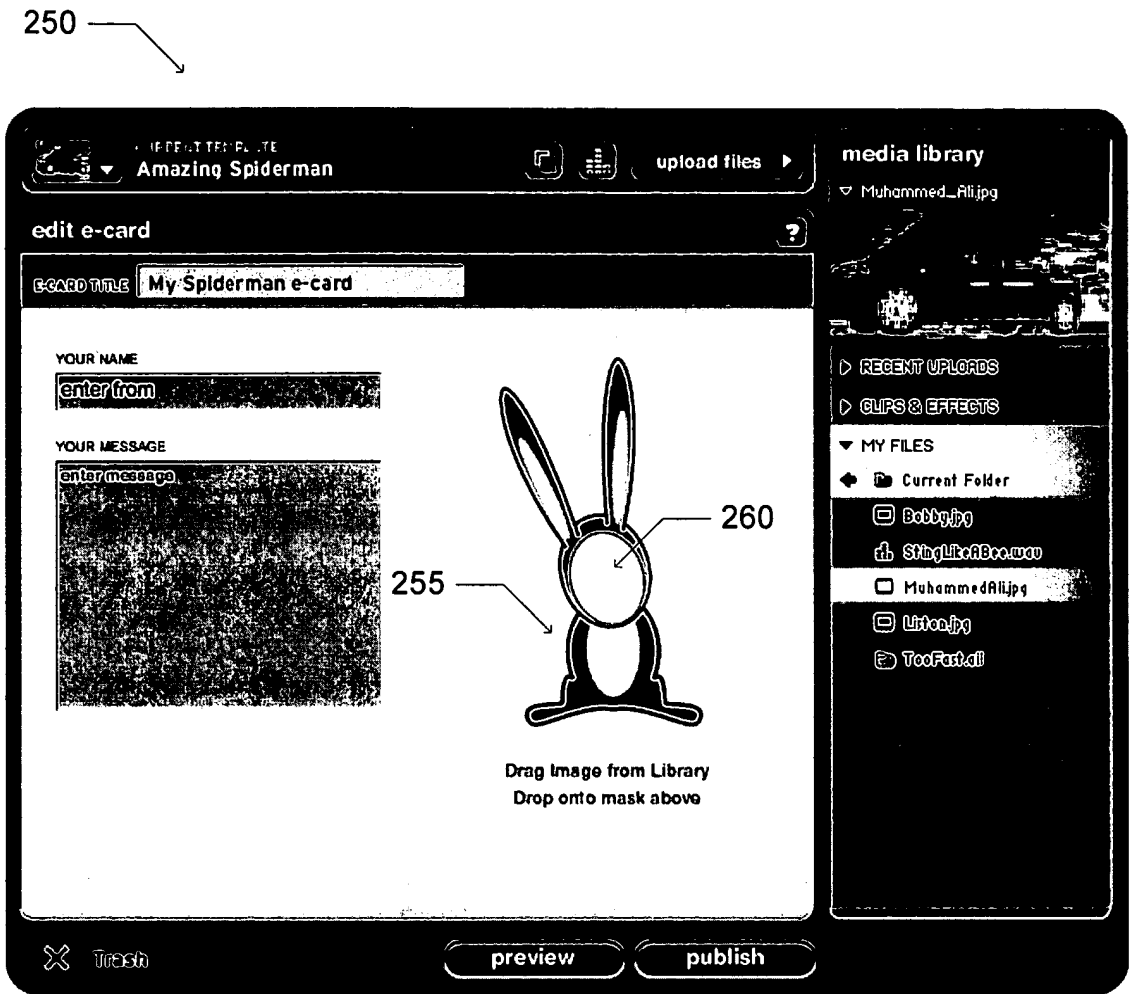 250
CURRENT TEMPLATE
Amazing Spiderman
upload files
media library
Muhammed_Ali.jpg
edit e-card
?
E-CARD TITLE
My Spiderman e-card
YOUR NAME
enter from
YOUR MESSAGE
enter message
RECENT UPLOADS
CLIPS & EFFECTS
MY FILES
Current Folder
Bobby.jpg
StingLikeABee.wav
MuhammedAli.jpg
Liston.jpg
260
255
Drag Image from Library
Drop onto mask above
Trash
preview
publish